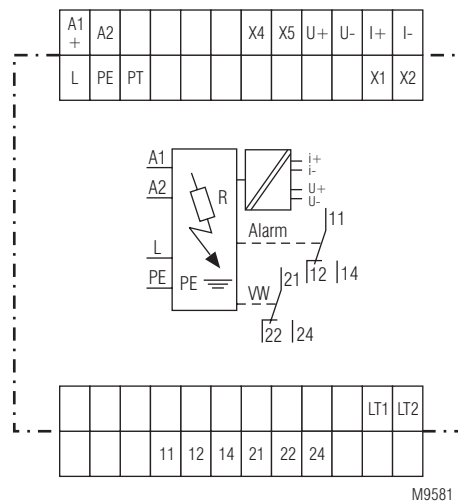 A1 + A2 X4 X5 U+ U- I+ I-
L PE PT X1 X2
A1
A2
L
PE
R
PE
i+
i-
U+
U-
Alarm
11
12 14
VW
21
22 24
LT1 LT2
11 12 14 21 22 24
M9581